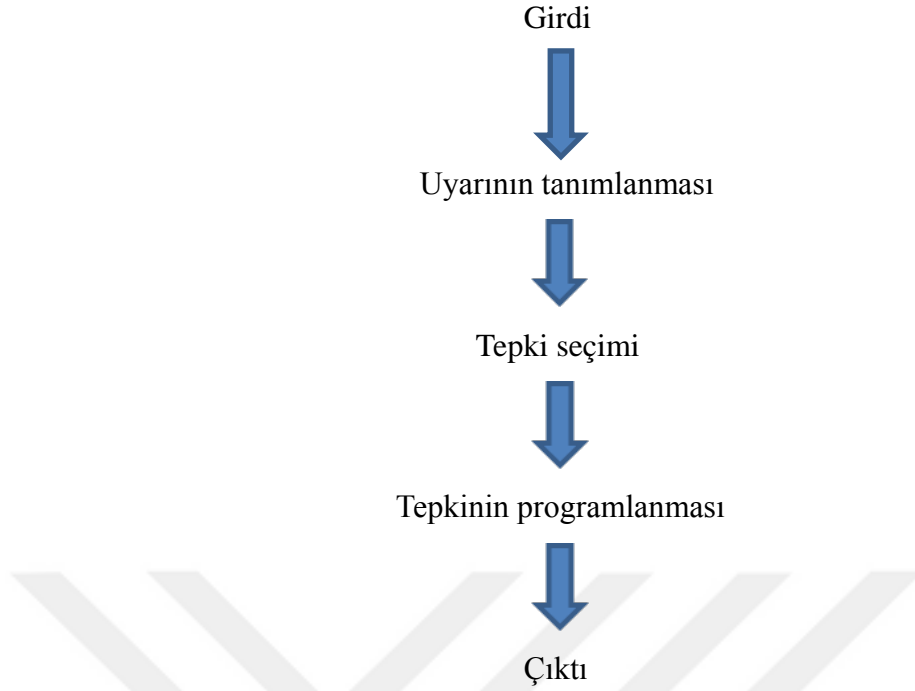 Girdi
Uyarının tanımlanması
Tepki seçimi
Tepkinin programlanması
Çıktı